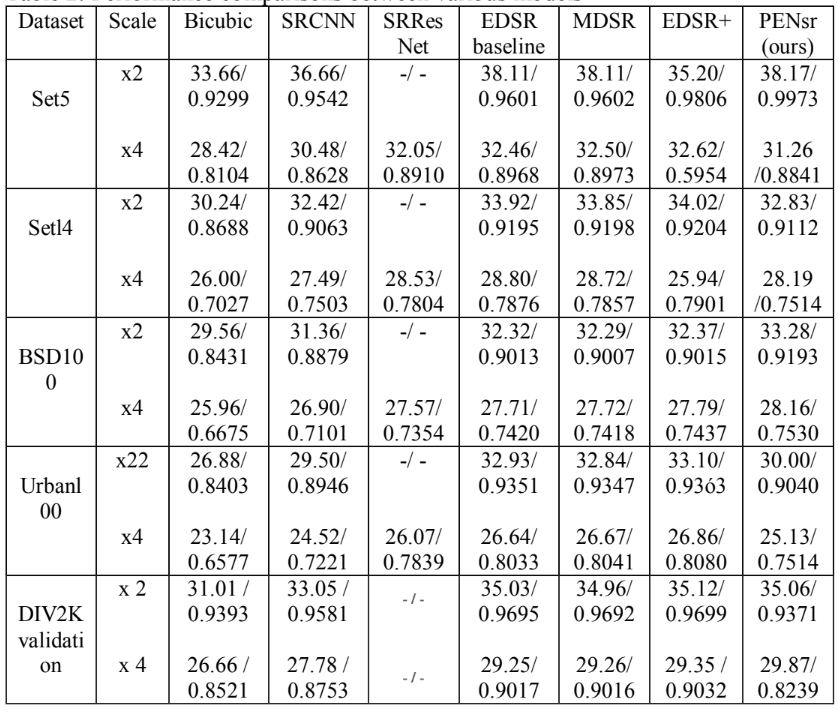 Dataset Scale Bicubic SRCNN SRRes EDSR MDSR EDSR+ PENsr
Net baseline (ours)
x2 33.66/ 36.66/ -/ - 38.11/ 38.11/ 35.20/ 38.17/
Set5 0.9299 0.9542 0.9601 0.9602 0.9806 0.9973
x4 28.42/ 30.48/ 32.05/ 32.46/ 32.50/ 32.62/ 31.26
0.8104 0.8628 0.8910 0.8968 0.8973 0.5954 /0.8841
x2 30.24/ 32.42/ -/ - 33.92/ 33.85/ 34.02/ 32.83/
Setl4 0.8688 0.9063 0.9195 0.9198 0.9204 0.9112
x4 26.00/ 27.49/ 28.53/ 28.80/ 28.72/ 25.94/ 28.19
0.7027 0.7503 0.7804 0.7876 0.7857 0.7901 /0.7514
x2 29.56/ 31.36/ -/ - 32.32/ 32.29/ 32.37/ 33.28/
BSD10 0.8431 0.8879 0.9013 0.9007 0.9015 0.9193
0
x4 25.96/ 26.90/ 27.57/ 27.71/ 27.72/ 27.79/ 28.16/
0.6675 0.7101 0.7354 0.7420 0.7418 0.7437 0.7530
x22 26.88/ 29.50/ -/ - 32.93/ 32.84/ 33.10/ 30.00/
Urbanl 0.8403 0.8946 0.9351 0.9347 0.9363 0.9040
00
x4 23.14/ 24.52/ 26.07/ 26.64/ 26.67/ 26.86/ 25.13/
0.6577 0.7221 0.7839 0.8033 0.8041 0.8080 0.7514
x 2 31.01 / 33.05 / - / - 35.03/ 34.96/ 35.12/ 35.06/
DIV2K 0.9393 0.9581 0.9695 0.9692 0.9699 0.9371
validati
on x 4 26.66 / 27.78 / - / - 29.25/ 29.26/ 29.35 / 29.87/
0.8521 0.8753 0.9017 0.9016 0.9032 0.8239